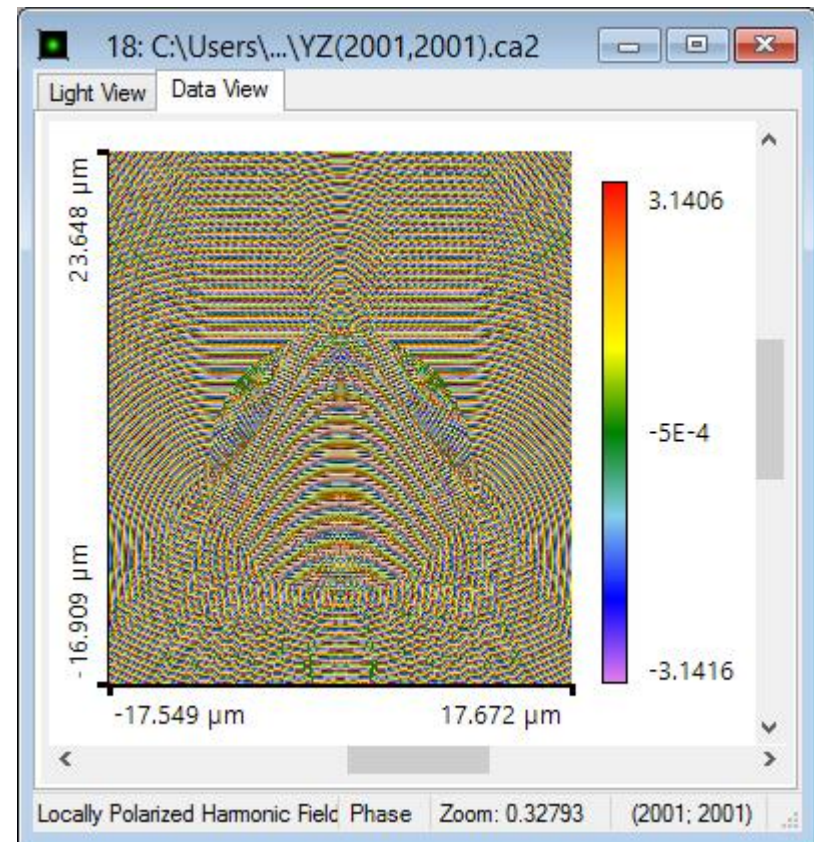 18: C:\Users\...\YZ(2001,2001).ca2
Light View
Data View
23.648 µm
-16.909 µm
-17.549 µm
17.672 µm
3.1406
-5E-4
-3.1416
Locally Polarized Harmonic Field
Phase
Zoom: 0.32793
(2001; 2001)